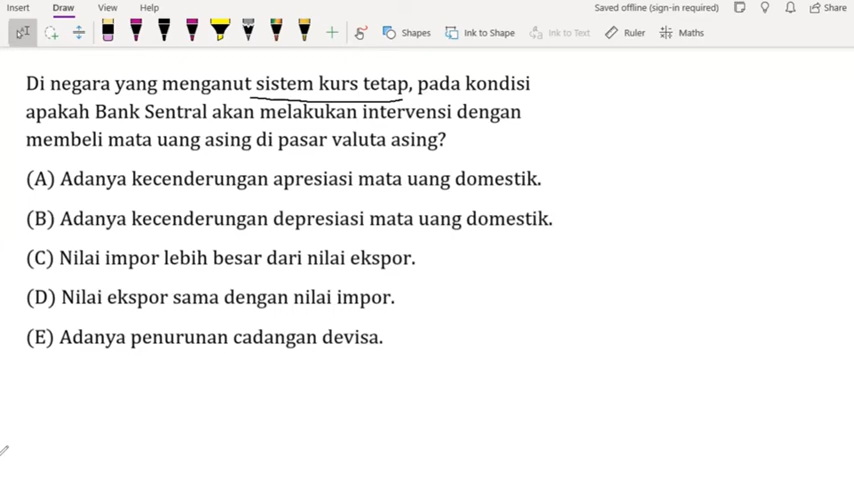 Insert Draw View Help Saved offline (sign-in required) Share
Shapes Ink to Shape Ink to Text Ruler Maths
Di negara yang menganut sistem kurs tetap, pada kondisi
apakah Bank Sentral akan melakukan intervensi dengan
membeli mata uang asing di pasar valuta asing?
(A) Adanya kecenderungan apresiasi mata uang domestik.
(B) Adanya kecenderungan depresiasi mata uang domestik.
(C) Nilai impor lebih besar dari nilai ekspor.
(D) Nilai ekspor sama dengan nilai impor.
(E) Adanya penurunan cadangan devisa.